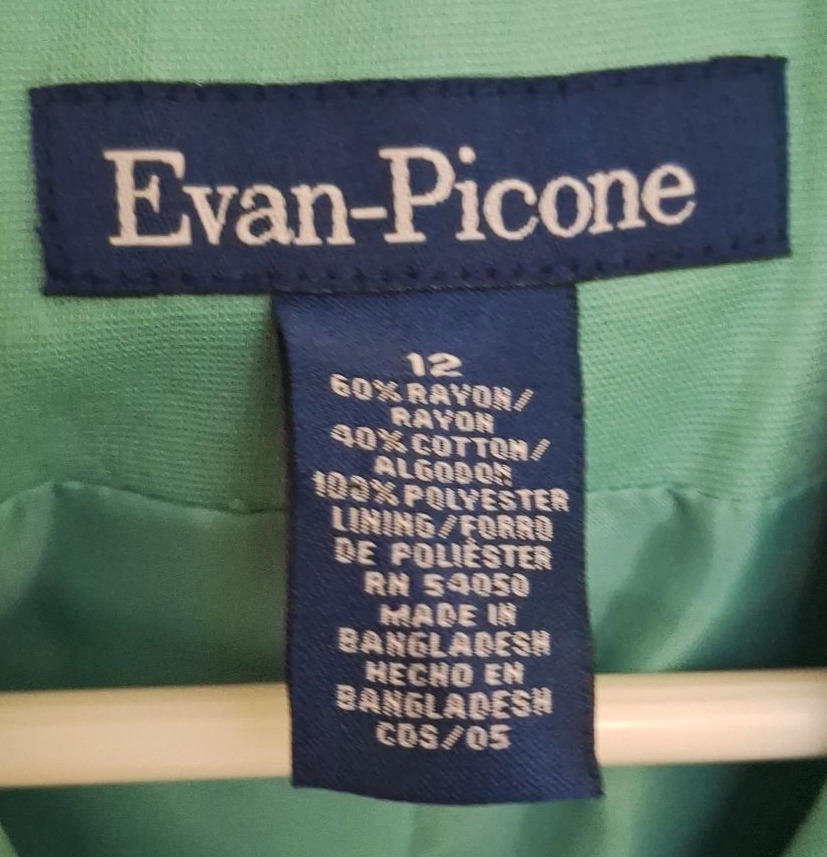 Evan-Picone
12
60% RAYON/
RAYON
40% COTTON/
ALGODON
100% POLYESTER
LINING/FORRO
DE POLIÈSTER
RN 54050
MADE IN
BANGLADESH
HECHO EN
BANGLADESH
CDS/05